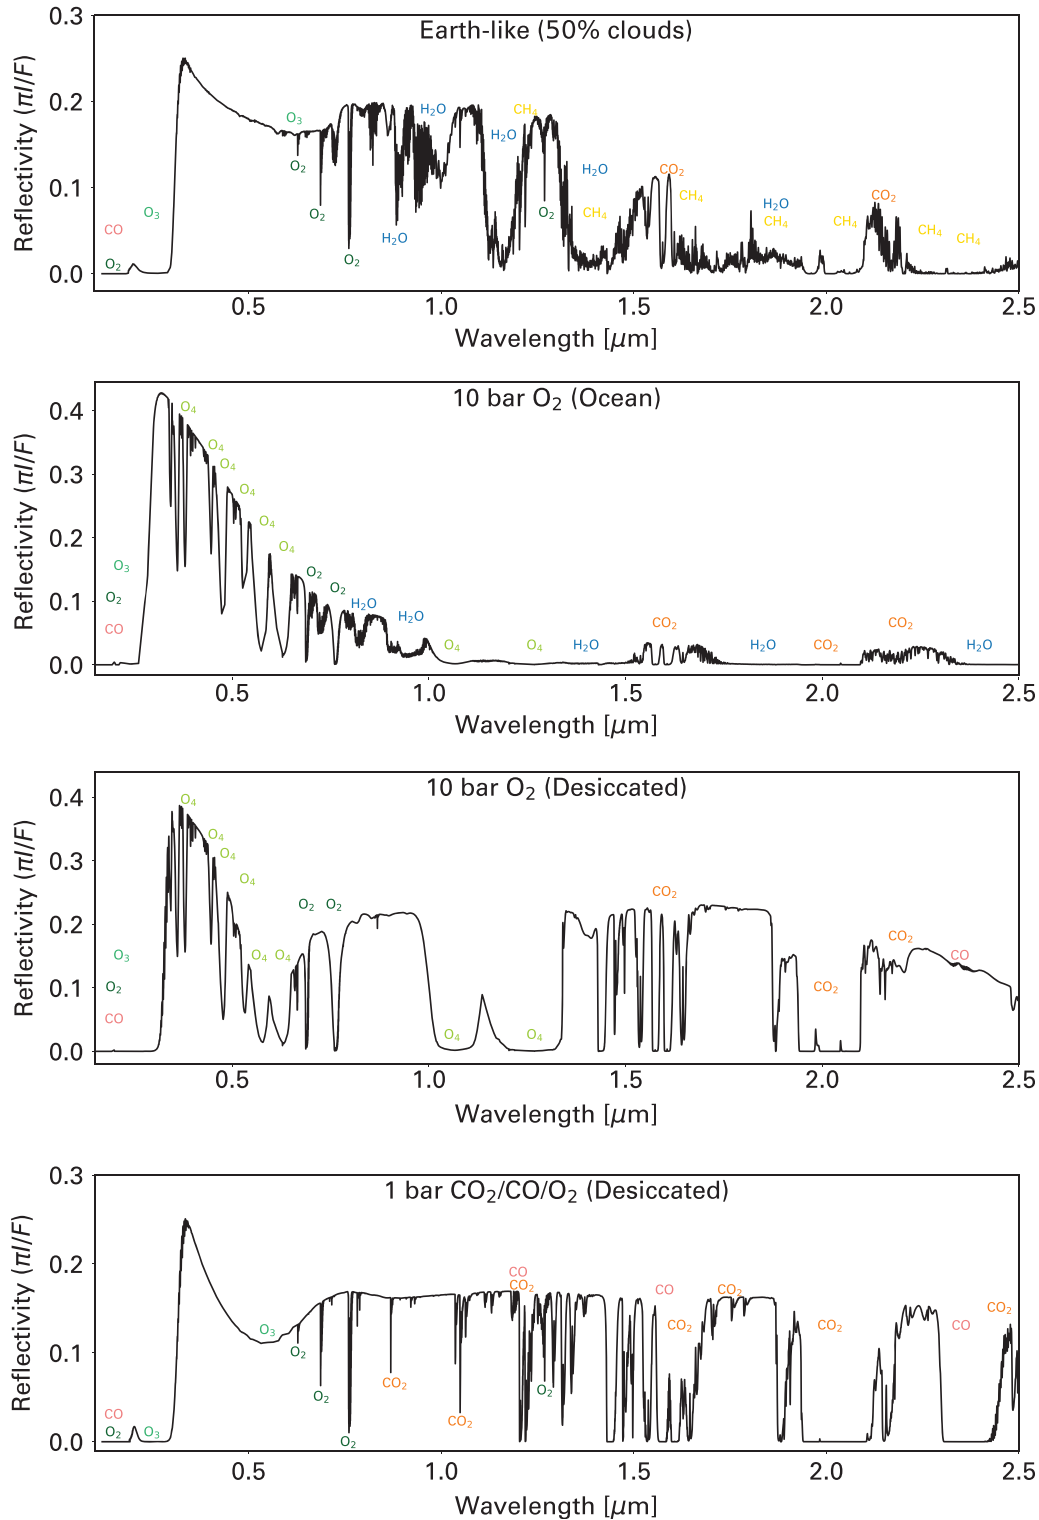 Earth-like (50% clouds)
Reflectivity (πI/F)
0.3
0.2
0.1
0.0
CO
O₂
O₃
O₃
O₂
O₂
O₂
H₂O
H₂O
H₂O
CH₄
O₂
H₂O
CH₄
CO₂
CH₄
H₂O
CH₄
CH₄
CO₂
CH₄
CH₄
0.5 1.0 1.5 2.0 2.5
Wavelength [μm]
10 bar O₂ (Ocean)
Reflectivity (πI/F)
0.4
0.3
0.2
0.1
0.0
O₃
O₂
CO
O₄
O₄
O₄
O₄
O₄
O₄
O₂
O₂
H₂O
H₂O
O₄
O₄
H₂O
CO₂
H₂O
CO₂
CO₂
H₂O
0.5 1.0 1.5 2.0 2.5
Wavelength [μm]
10 bar O₂ (Desiccated)
Reflectivity (πI/F)
0.4
0.3
0.2
0.1
0.0
O₃
O₂
CO
O₄
O₄
O₄
O₄
O₄
O₄
O₂
O₂
O₄
O₄
CO₂
CO₂
CO₂
CO
0.5 1.0 1.5 2.0 2.5
Wavelength [μm]
1 bar CO₂/CO/O₂ (Desiccated)
Reflectivity (πI/F)
0.3
0.2
0.1
0.0
CO
O₂
O₃
O₃
O₂
O₂
O₂
CO₂
CO₂
CO
CO₂
O₂
CO
CO₂
CO₂
CO₂
CO
CO₂
0.5 1.0 1.5 2.0 2.5
Wavelength [μm]